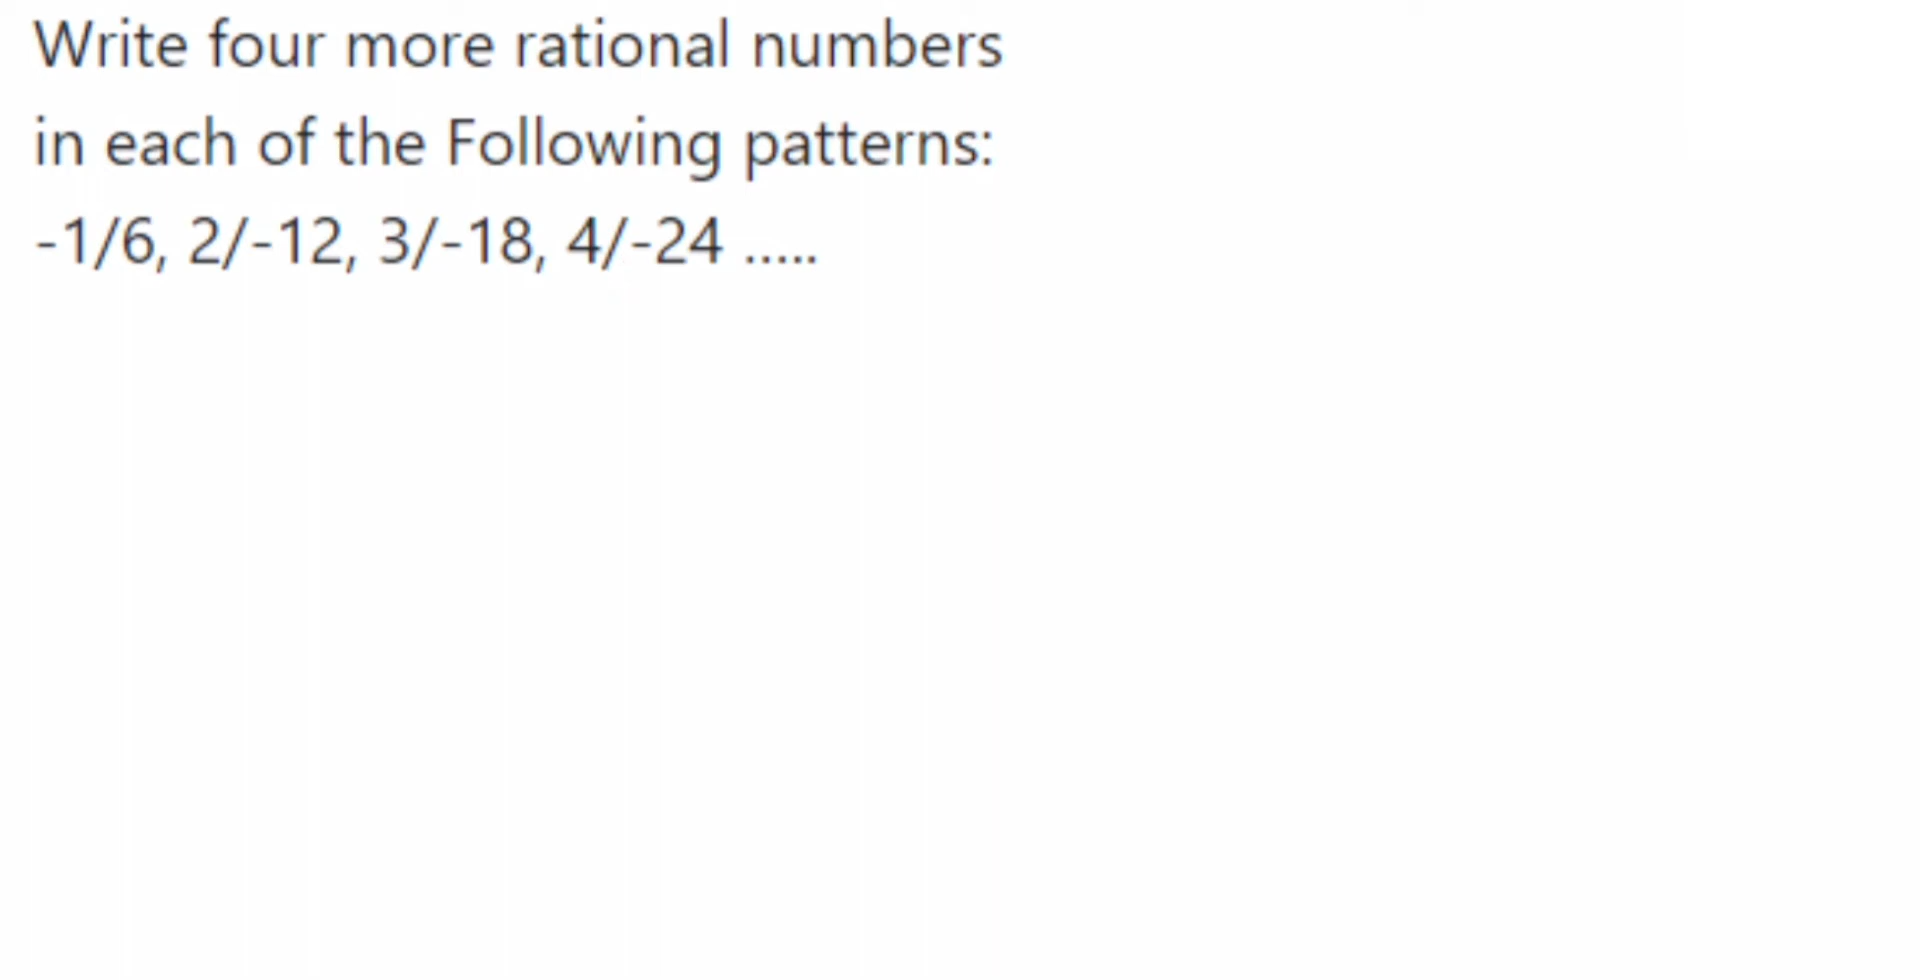 Write four more rational numbers
in each of the Following patterns:
-1/6, 2/-12, 3/-18, 4/-24 .....